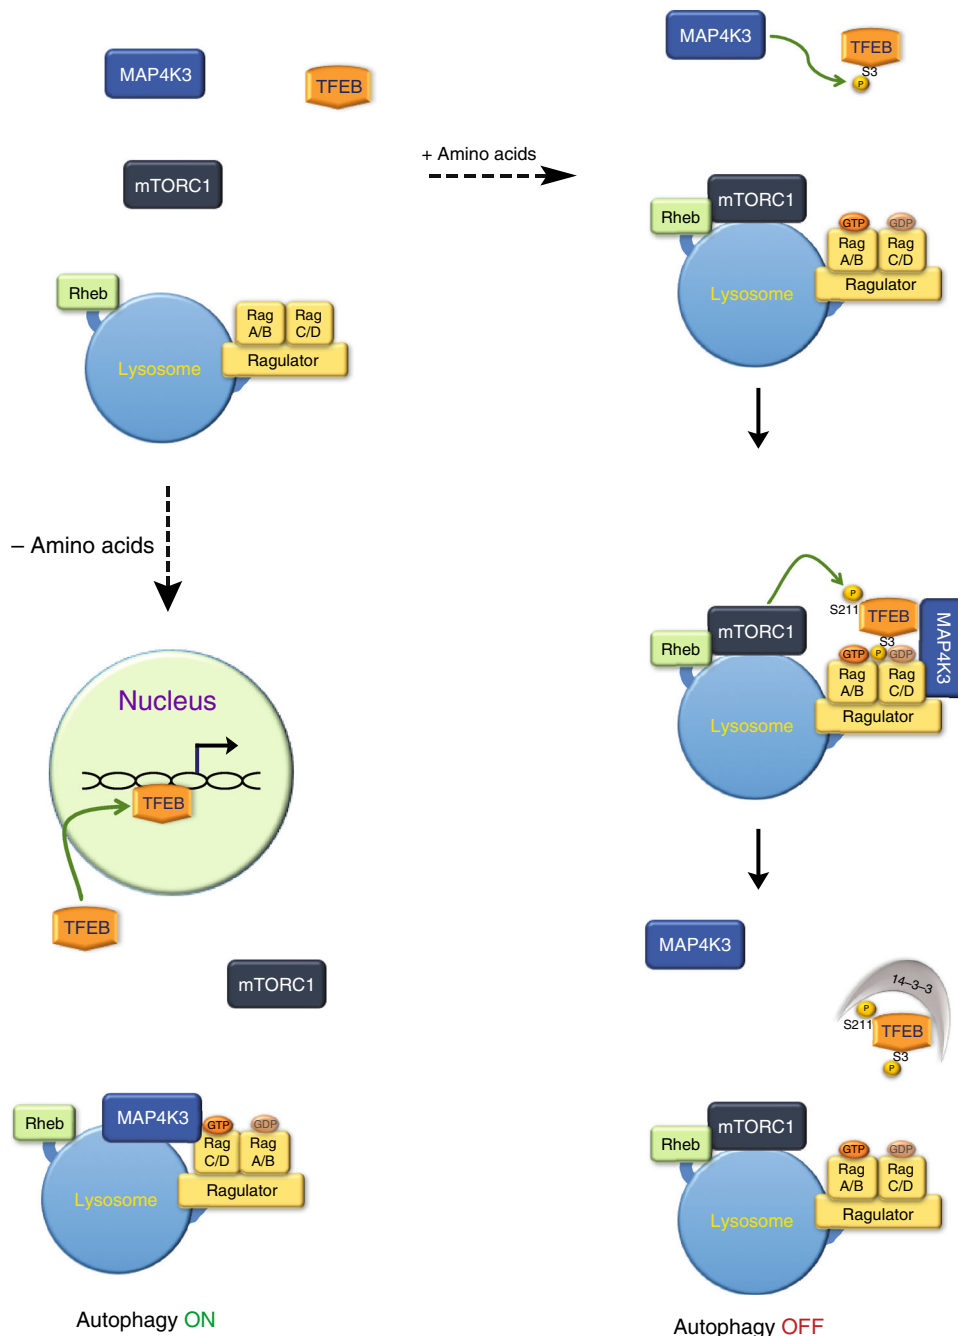 MAP4K3
TFEB
mTORC1
Rheb
Rag
A/B
Rag
C/D
Lysosome
Ragulator
+ Amino acids
MAP4K3
TFEB
S3
P
mTORC1
Rheb
GTP
GDP
Rag
A/B
Rag
C/D
Lysosome
Ragulator
– Amino acids
Nucleus
TFEB
TFEB
mTORC1
Rheb
MAP4K3
GTP
GDP
Rag
C/D
Rag
A/B
Lysosome
Ragulator
Autophagy ON
P
S211
TFEB
MAP4K3
S3
P
mTORC1
Rheb
GTP
GDP
Rag
A/B
Rag
C/D
Lysosome
Ragulator
MAP4K3
14–3–3
P
S211
TFEB
S3
P
mTORC1
Rheb
GTP
GDP
Rag
A/B
Rag
C/D
Lysosome
Ragulator
Autophagy OFF